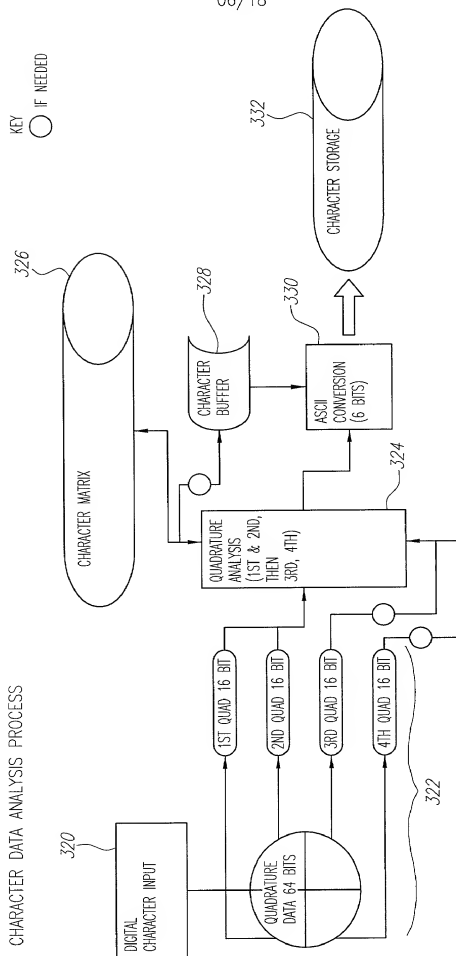 06/18
CHARACTER DATA ANALYSIS PROCESS
KEY
IF NEEDED
320
DIGITAL
CHARACTER INPUT
QUADRATURE
DATA 64 BITS
1ST QUAD 16 BIT
2ND QUAD 16 BIT
3RD QUAD 16 BIT
4TH QUAD 16 BIT
322
CHARACTER MATRIX
326
QUADRATURE
ANALYSIS
(1ST & 2ND,
THEN
3RD, 4TH)
324
CHARACTER
BUFFER
328
ASCII
CONVERSION
(6 BITS)
330
CHARACTER STORAGE
332